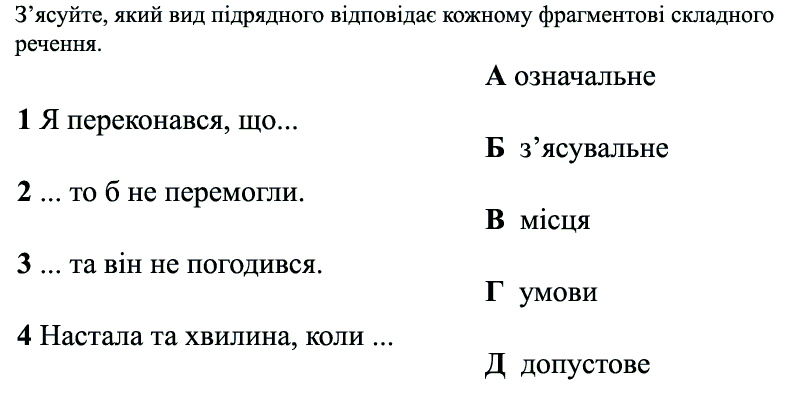 З’ясуйте, який вид підрядного відповідає кожному фрагментові складного
речення.
А означальне
1 Я переконався, що...
Б з’ясувальне
2 ... то б не перемогли.
В місця
3 ... та він не погодився.
Г умови
4 Настала та хвилина, коли ...
Д допустове